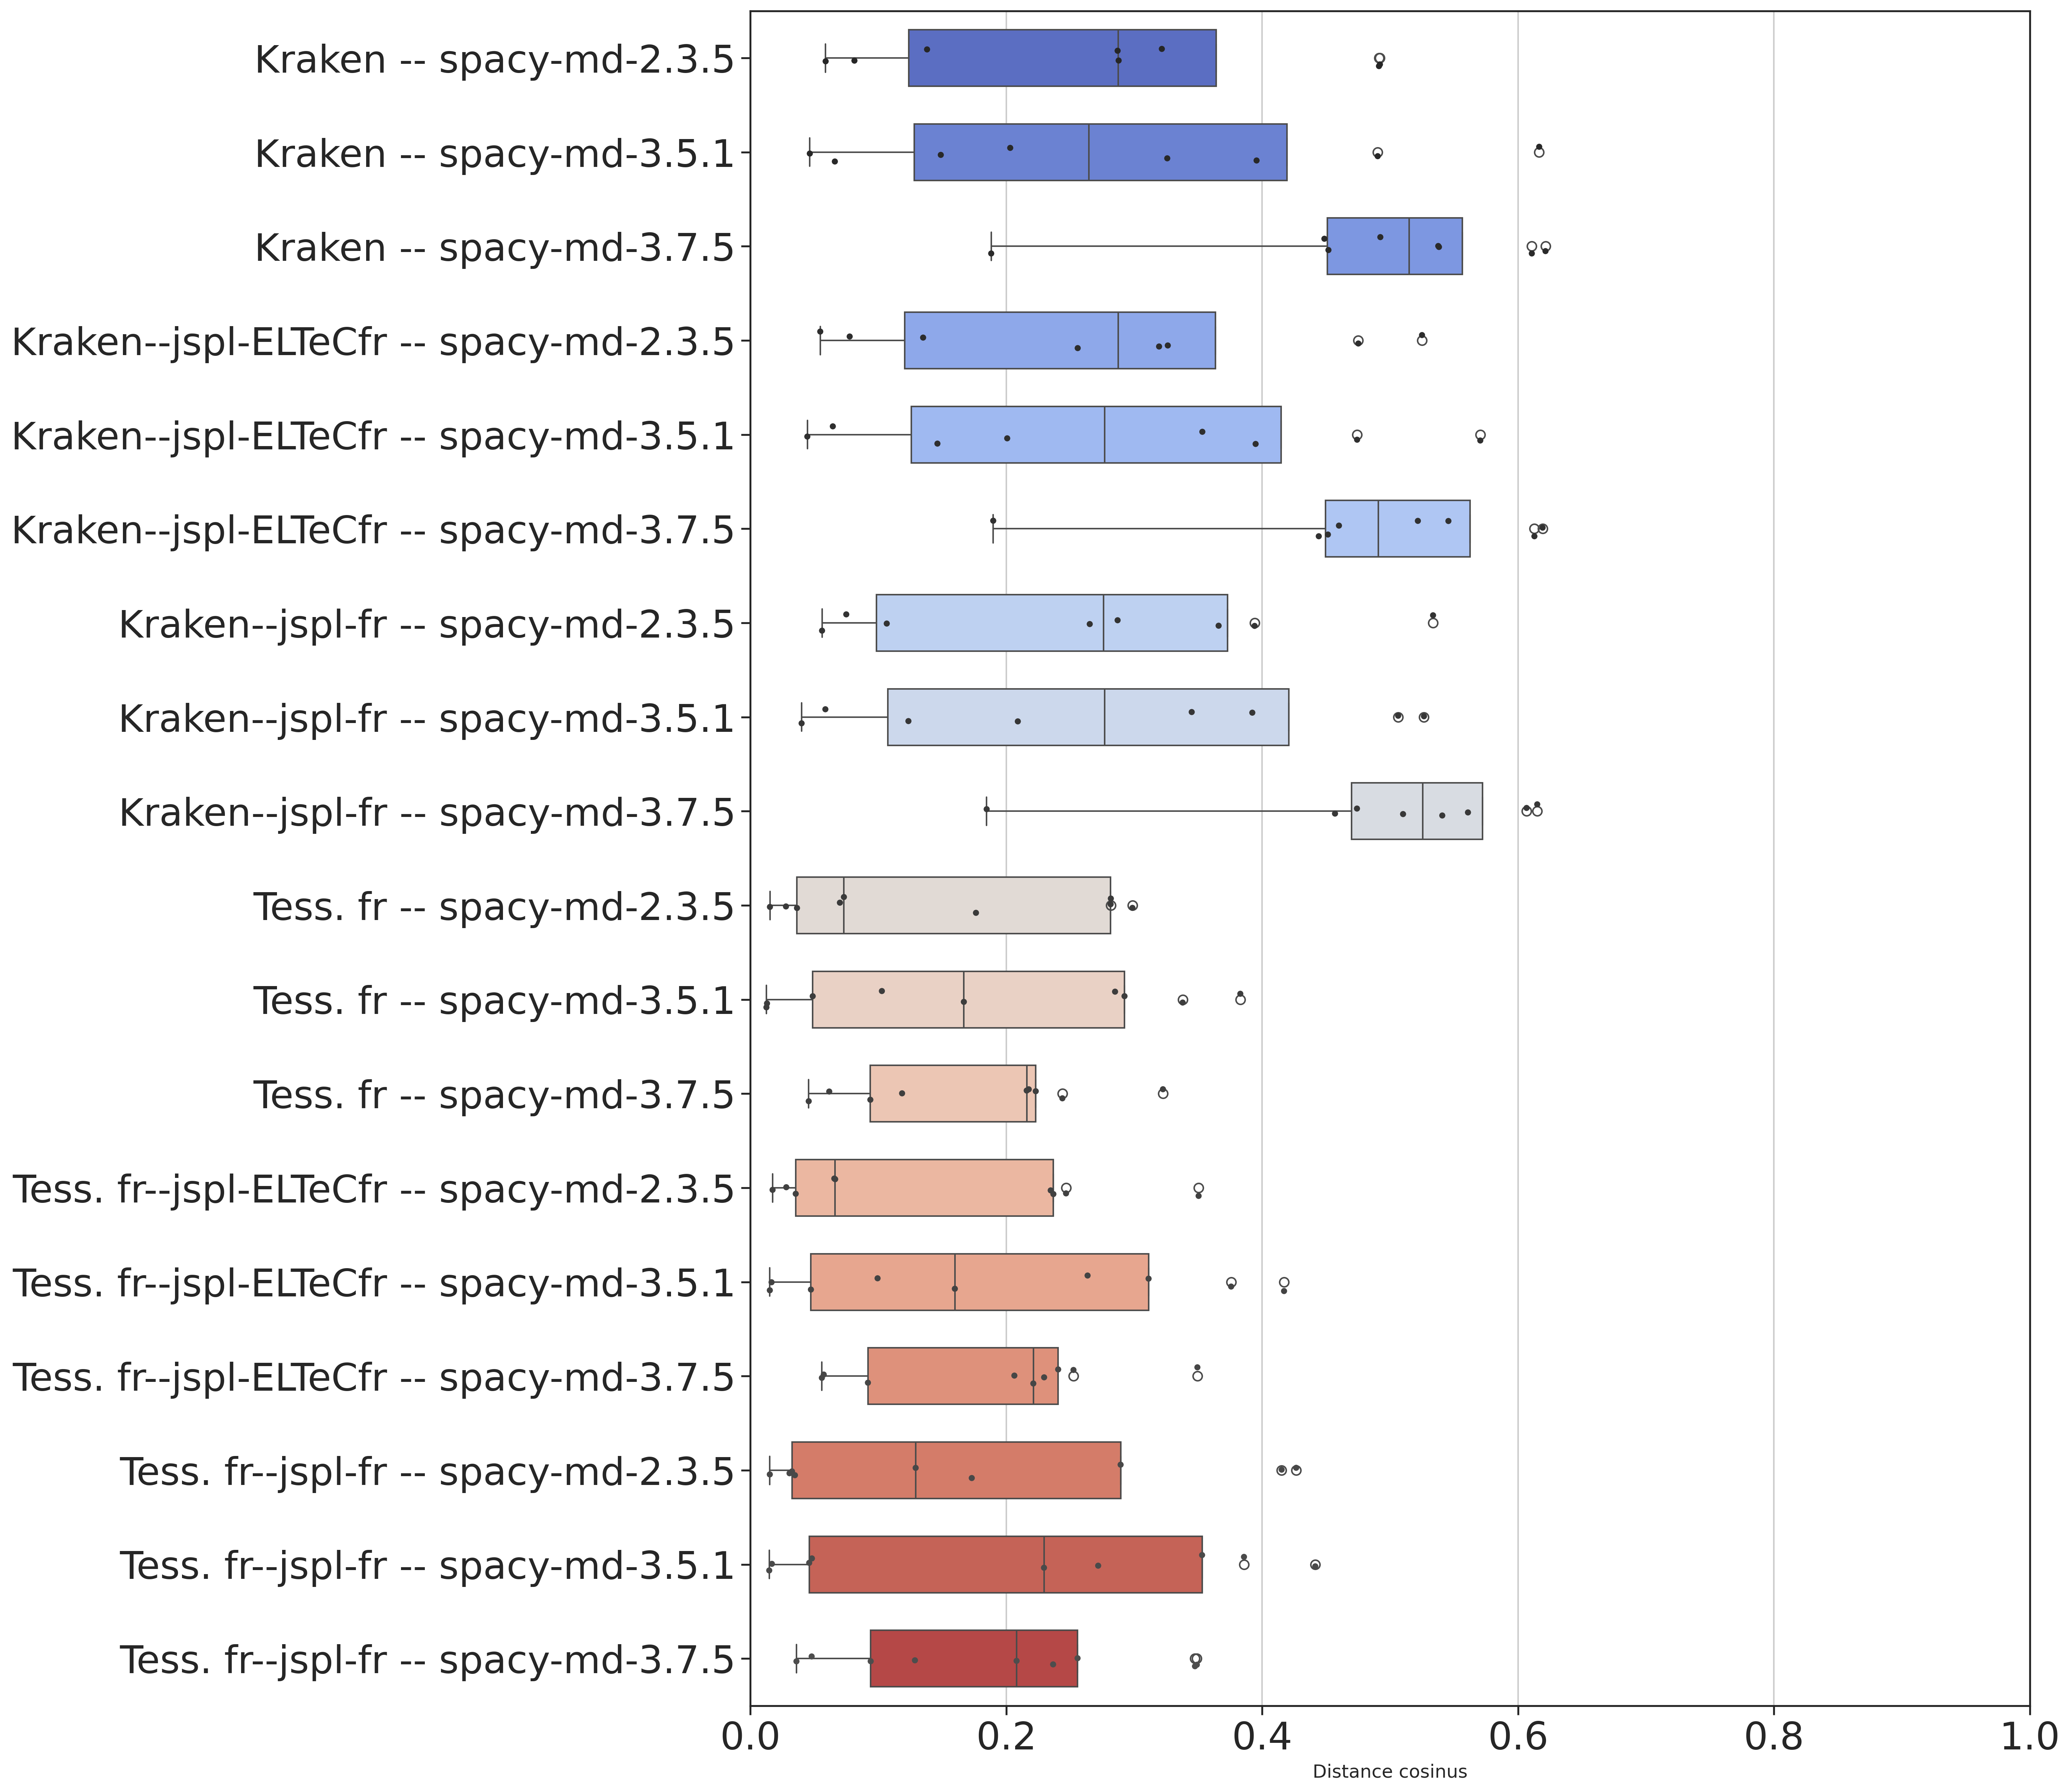 Kraken -- spacy-md-2.3.5
Kraken -- spacy-md-3.5.1
Kraken -- spacy-md-3.7.5
Kraken--jspl-ELTeCfr -- spacy-md-2.3.5
Kraken--jspl-ELTeCfr -- spacy-md-3.5.1
Kraken--jspl-ELTeCfr -- spacy-md-3.7.5
Kraken--jspl-fr -- spacy-md-2.3.5
Kraken--jspl-fr -- spacy-md-3.5.1
Kraken--jspl-fr -- spacy-md-3.7.5
Tess. fr -- spacy-md-2.3.5
Tess. fr -- spacy-md-3.5.1
Tess. fr -- spacy-md-3.7.5
Tess. fr--jspl-ELTeCfr -- spacy-md-2.3.5
Tess. fr--jspl-ELTeCfr -- spacy-md-3.5.1
Tess. fr--jspl-ELTeCfr -- spacy-md-3.7.5
Tess. fr--jspl-fr -- spacy-md-2.3.5
Tess. fr--jspl-fr -- spacy-md-3.5.1
Tess. fr--jspl-fr -- spacy-md-3.7.5
0.0 0.2 0.4 0.6 0.8 1.0
Distance cosinus